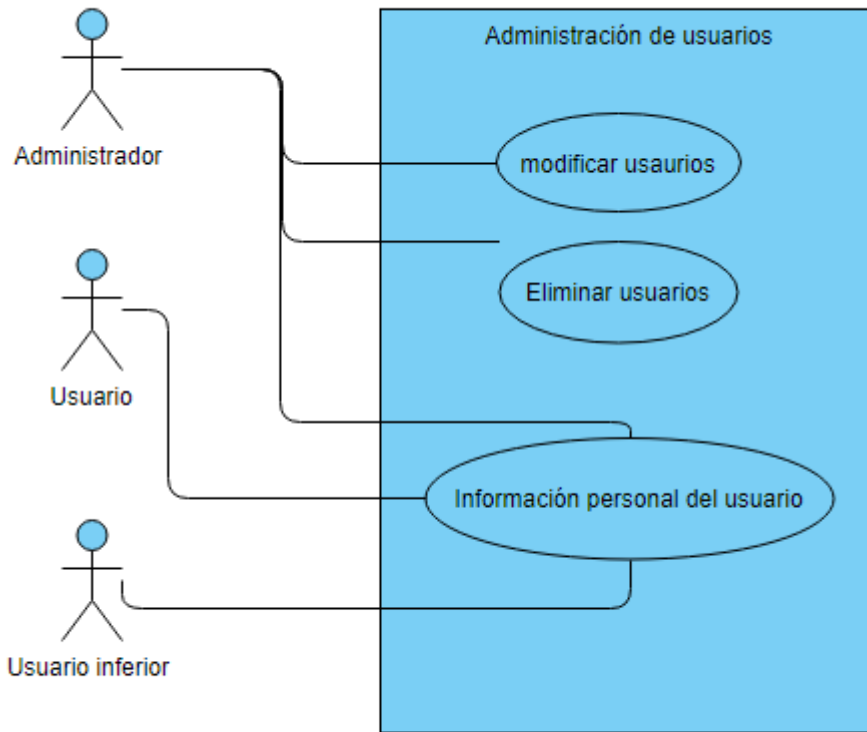 Administración de usuarios
Administrador
modificar usaurios
Eliminar usuarios
Usuario
Información personal del usuario
Usuario inferior